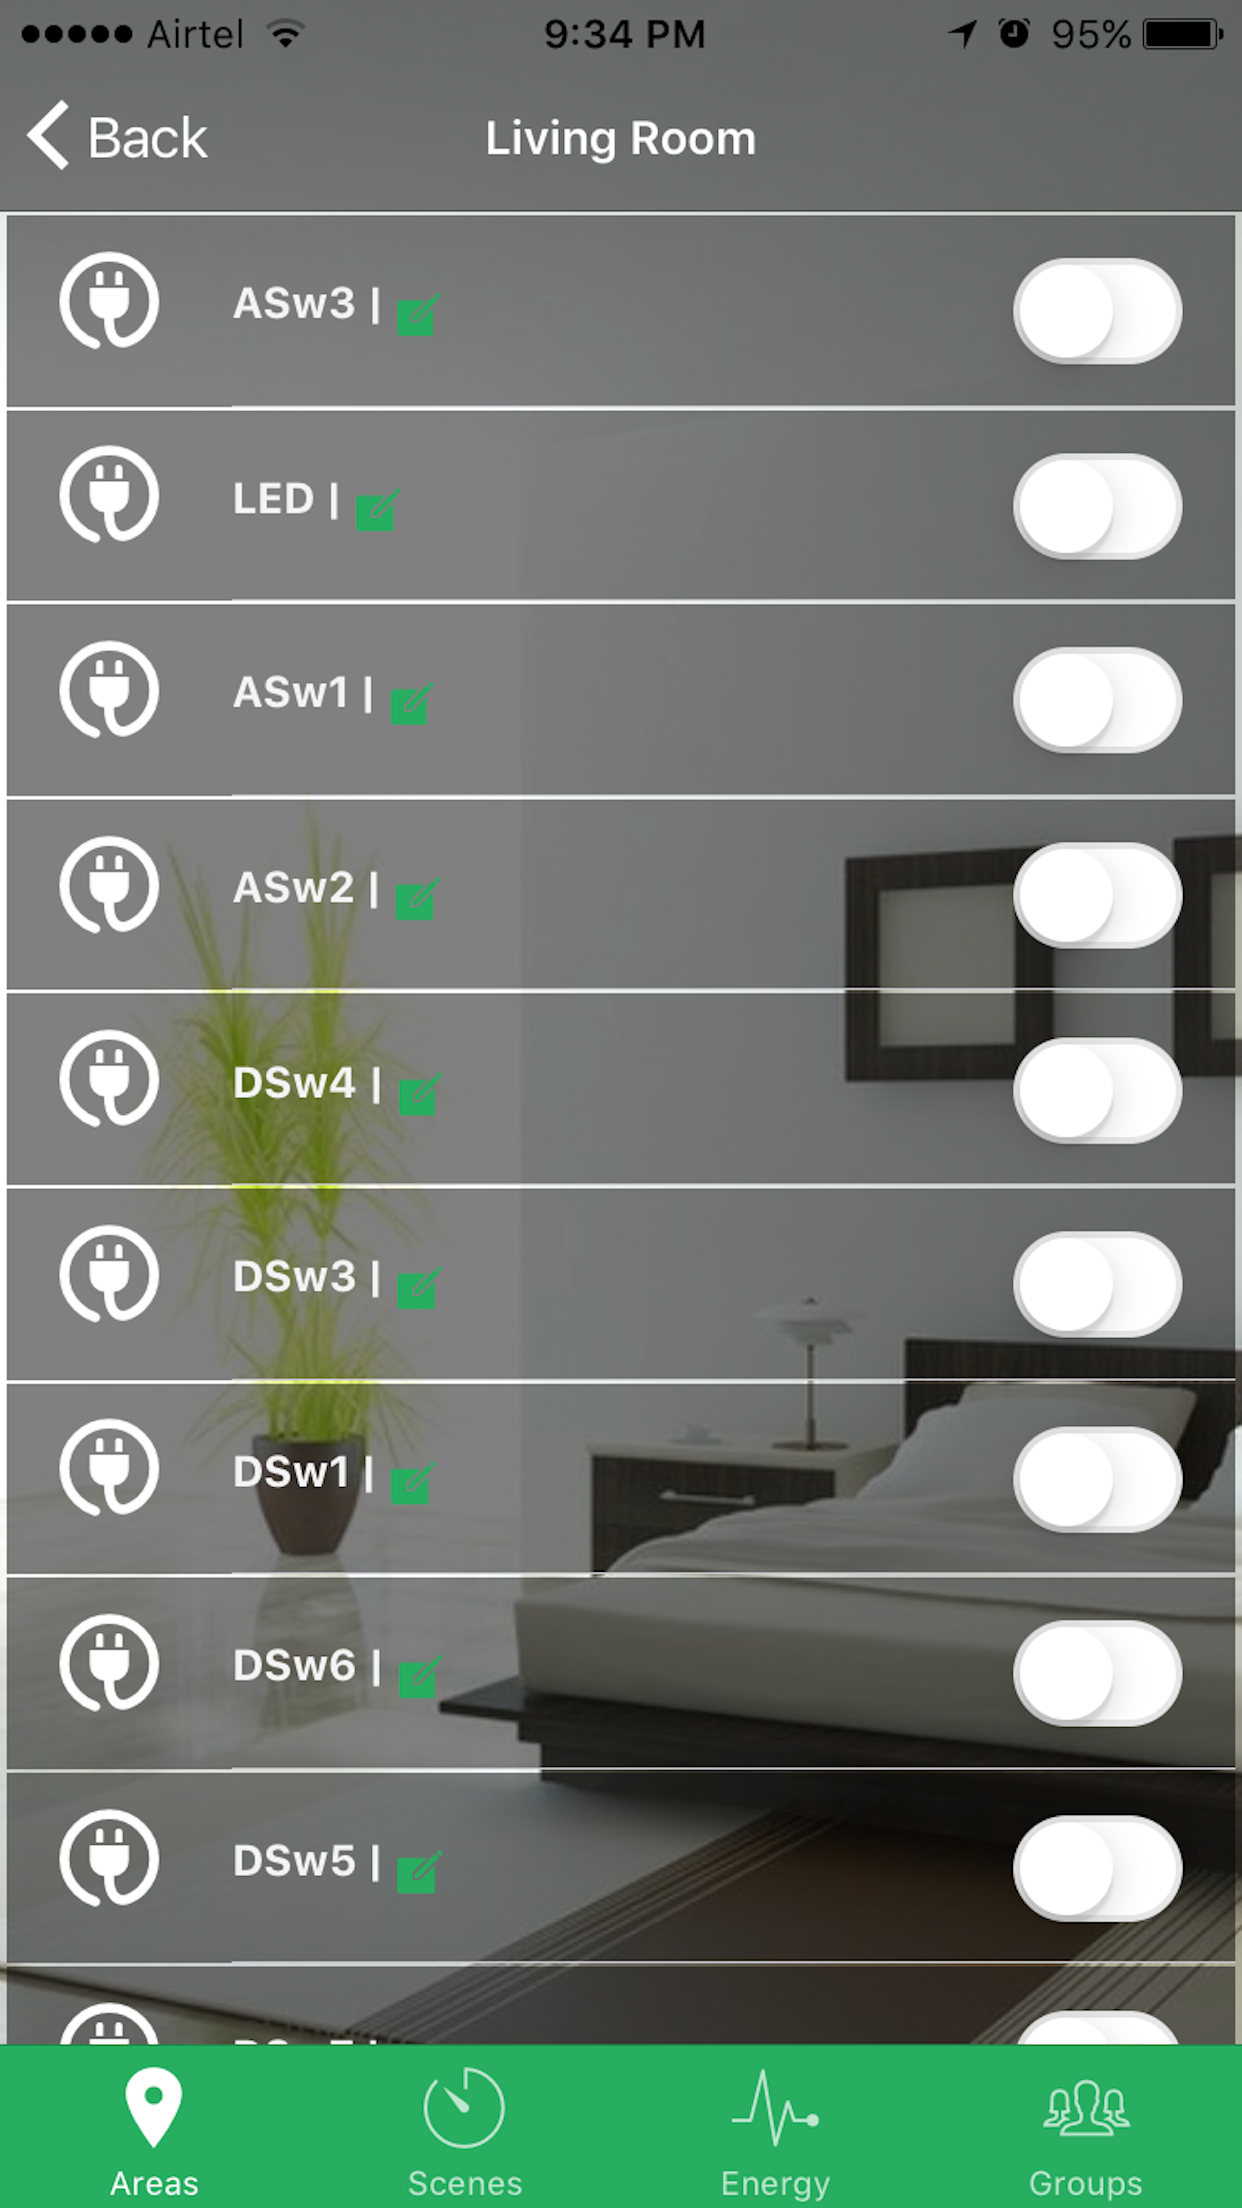 Airtel 9:34 PM 95%
Back Living Room
ASw3 |
LED |
ASw1 |
ASw2 |
DSw4 |
DSw3 |
DSw1 |
DSw6 |
DSw5 |
Areas Scenes Energy Groups